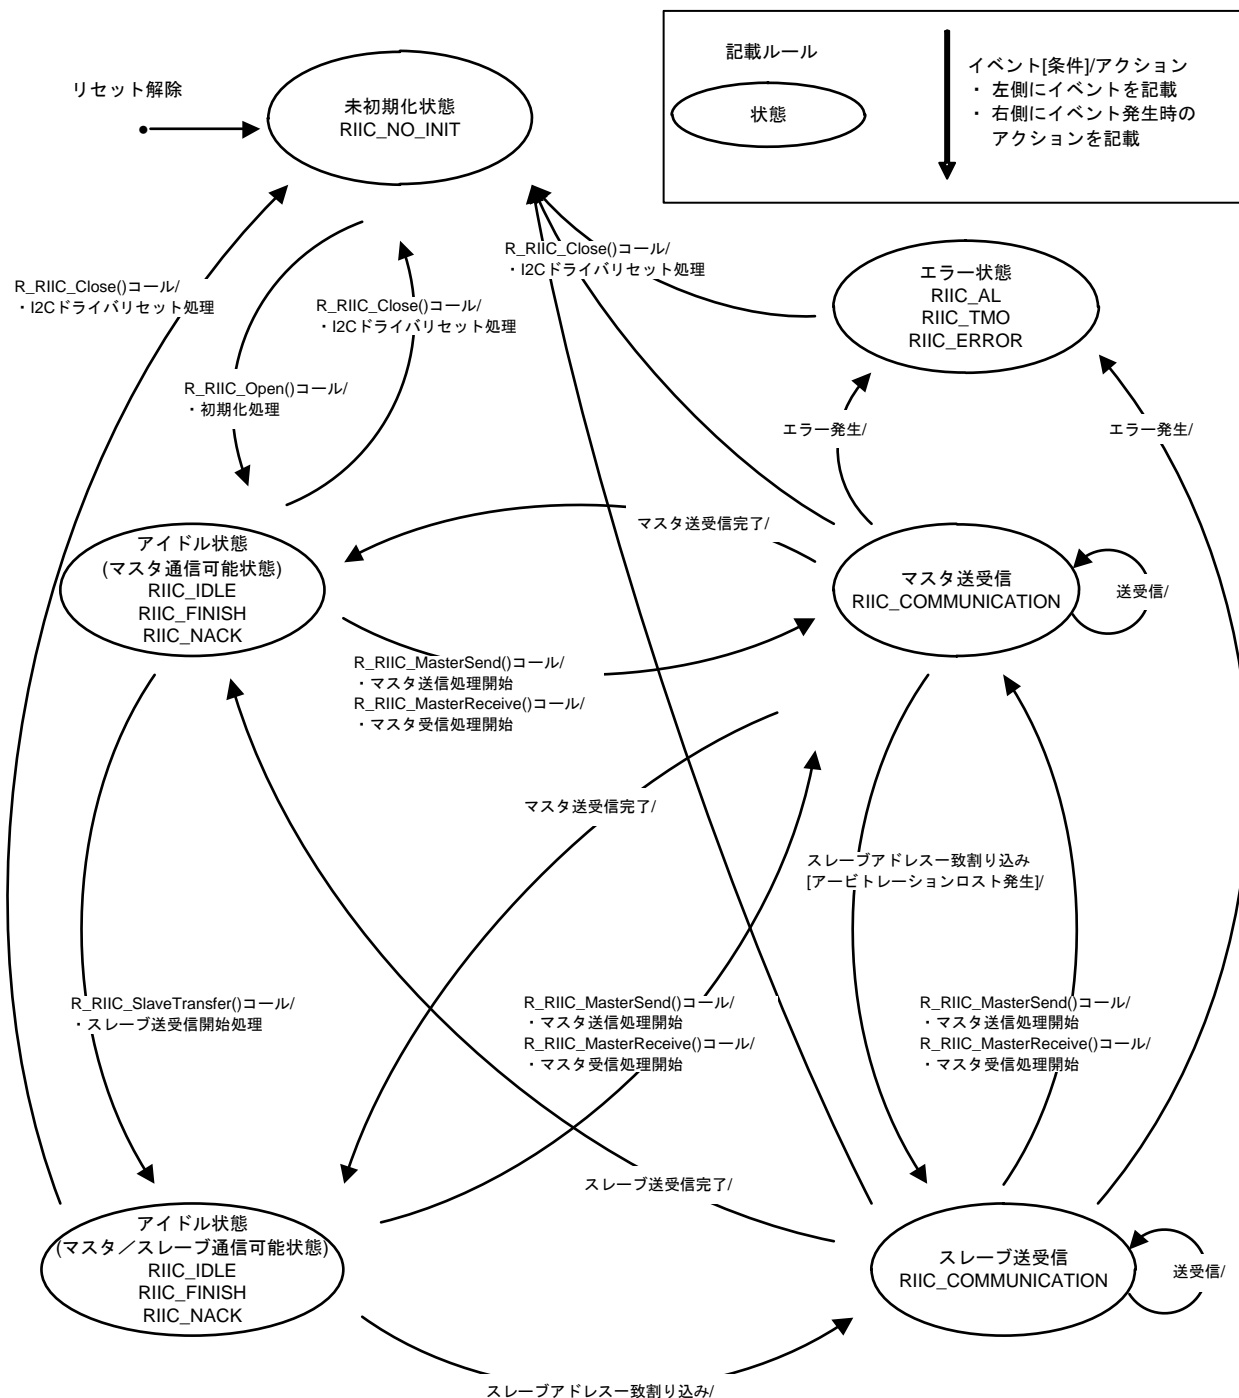 記載ルール
状態
イベント[条件]/アクション
・ 左側にイベントを記載
・ 右側にイベント発生時の
アクションを記載
リセット解除
未初期化状態
RIIC_NO_INIT
R_RIIC_Close()コール/
・I2Cドライバリセット処理
R_RIIC_Close()コール/
・I2Cドライバリセット処理
R_RIIC_Close()コール/
・I2Cドライバリセット処理
エラー状態
RIIC_AL
RIIC_TMO
RIIC_ERROR
R_RIIC_Open()コール/
・初期化処理
エラー発生/
エラー発生/
マスタ送受信完了/
アイドル状態
(マスタ通信可能状態)
RIIC_IDLE
RIIC_FINISH
RIIC_NACK
マスタ送受信
RIIC_COMMUNICATION
送受信/
R_RIIC_MasterSend()コール/
・マスタ送信処理開始
R_RIIC_MasterReceive()コール/
・マスタ受信処理開始
マスタ送受信完了/
スレーブアドレス一致割り込み
[アービトレーションロスト発生]/
R_RIIC_SlaveTransfer()コール/
・スレーブ送受信開始処理
R_RIIC_MasterSend()コール/
・マスタ送信処理開始
R_RIIC_MasterReceive()コール/
・マスタ受信処理開始
R_RIIC_MasterSend()コール/
・マスタ送信処理開始
R_RIIC_MasterReceive()コール/
・マスタ受信処理開始
スレーブ送受信完了/
アイドル状態
(マスタ／スレーブ通信可能状態)
RIIC_IDLE
RIIC_FINISH
RIIC_NACK
スレーブ送受信
RIIC_COMMUNICATION
送受信/
スレーブアドレス一致割り込み/